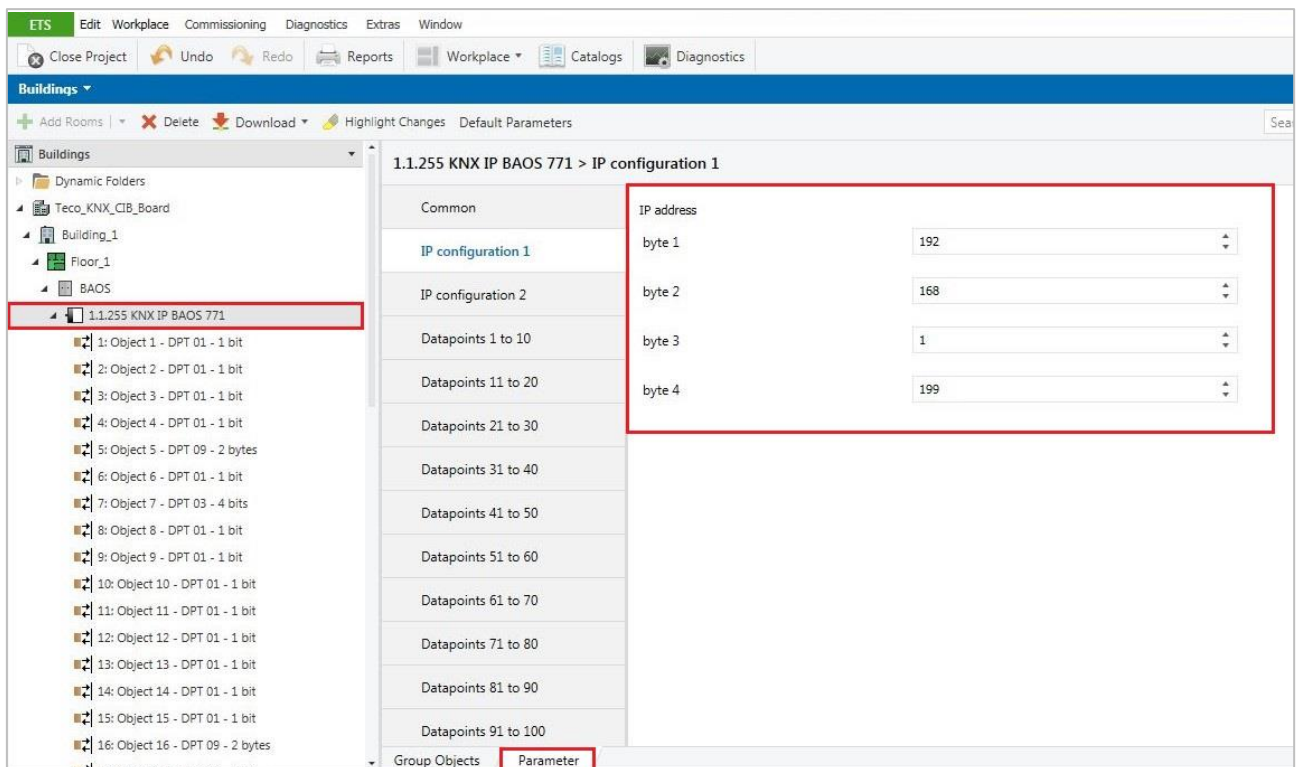 ETS Edit Workplace Commissioning Diagnostics Extras Window
Close Project Undo Redo Reports Workplace Catalogs Diagnostics
Buildings
Add Rooms Delete Download Highlight Changes Default Parameters Sea
Buildings
Dynamic Folders
Teco_KNX_CIB_Board
Building_1
Floor_1
BAOS
1.1.255 KNX IP BAOS 771
1: Object 1 - DPT 01 - 1 bit
2: Object 2 - DPT 01 - 1 bit
3: Object 3 - DPT 01 - 1 bit
4: Object 4 - DPT 01 - 1 bit
5: Object 5 - DPT 09 - 2 bytes
6: Object 6 - DPT 01 - 1 bit
7: Object 7 - DPT 03 - 4 bits
8: Object 8 - DPT 01 - 1 bit
9: Object 9 - DPT 01 - 1 bit
10: Object 10 - DPT 01 - 1 bit
11: Object 11 - DPT 01 - 1 bit
12: Object 12 - DPT 01 - 1 bit
13: Object 13 - DPT 01 - 1 bit
14: Object 14 - DPT 01 - 1 bit
15: Object 15 - DPT 01 - 1 bit
16: Object 16 - DPT 09 - 2 bytes
1.1.255 KNX IP BAOS 771 > IP configuration 1
Common
IP configuration 1
IP configuration 2
Datapoints 1 to 10
Datapoints 11 to 20
Datapoints 21 to 30
Datapoints 31 to 40
Datapoints 41 to 50
Datapoints 51 to 60
Datapoints 61 to 70
Datapoints 71 to 80
Datapoints 81 to 90
Datapoints 91 to 100
IP address
byte 1 192
byte 2 168
byte 3 1
byte 4 199
Group Objects Parameter